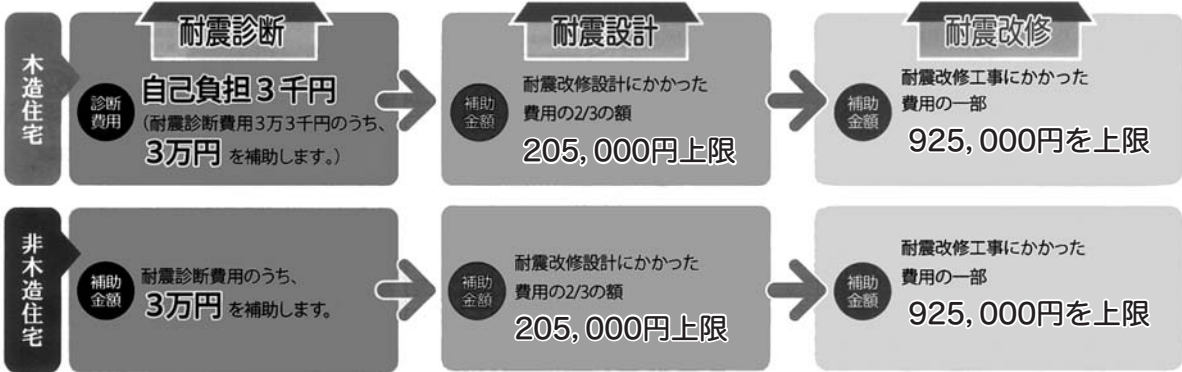 耐震診断
耐震設計
耐震改修
木造住宅
診断
費用
自己負担3千円
(耐震診断費用3万3千円のうち、
3万円 を補助します。)
補助
金額
耐震改修設計にかかった
費用の2/3の額
205,000円上限
補助
金額
耐震改修工事にかかった
費用の一部
925,000円を上限
非木造住宅
補助
金額
耐震診断費用のうち、
3万円 を補助します。
補助
金額
耐震改修設計にかかった
費用の2/3の額
205,000円上限
補助
金額
耐震改修工事にかかった
費用の一部
925,000円を上限